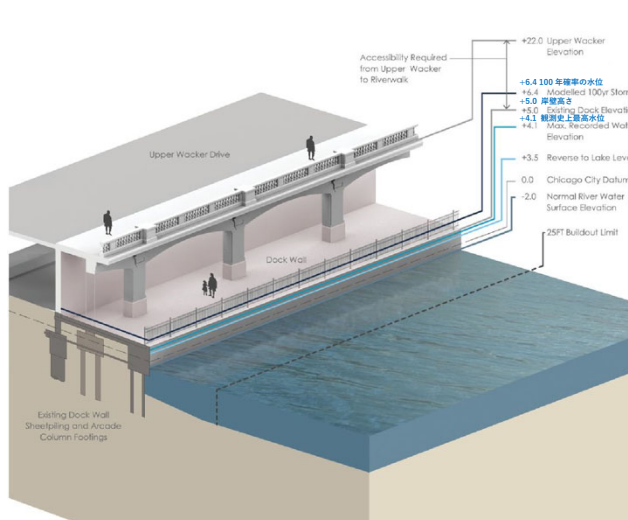 +22.0 Upper Wacker
Elevation
Accessibility Required
from Upper Wacker
to Riverwalk
+6.4 100 年確率の水位
+6.4 Modelled 100yr Storm
+5.0 岸壁高さ
+5.0 Existing Dock Elevati
+4.1 観測史上最高水位
+4.1 Max. Recorded Wat
Elevation
+3.5 Reverse to Lake Leve
0.0 Chicago City Datum
-2.0 Normal River Water
Surface Elevation
25FT Buildout Limit
Upper Wacker Drive
Dock Wall
Existing Dock Wall
Sheetpiling and Arcade
Column Footings